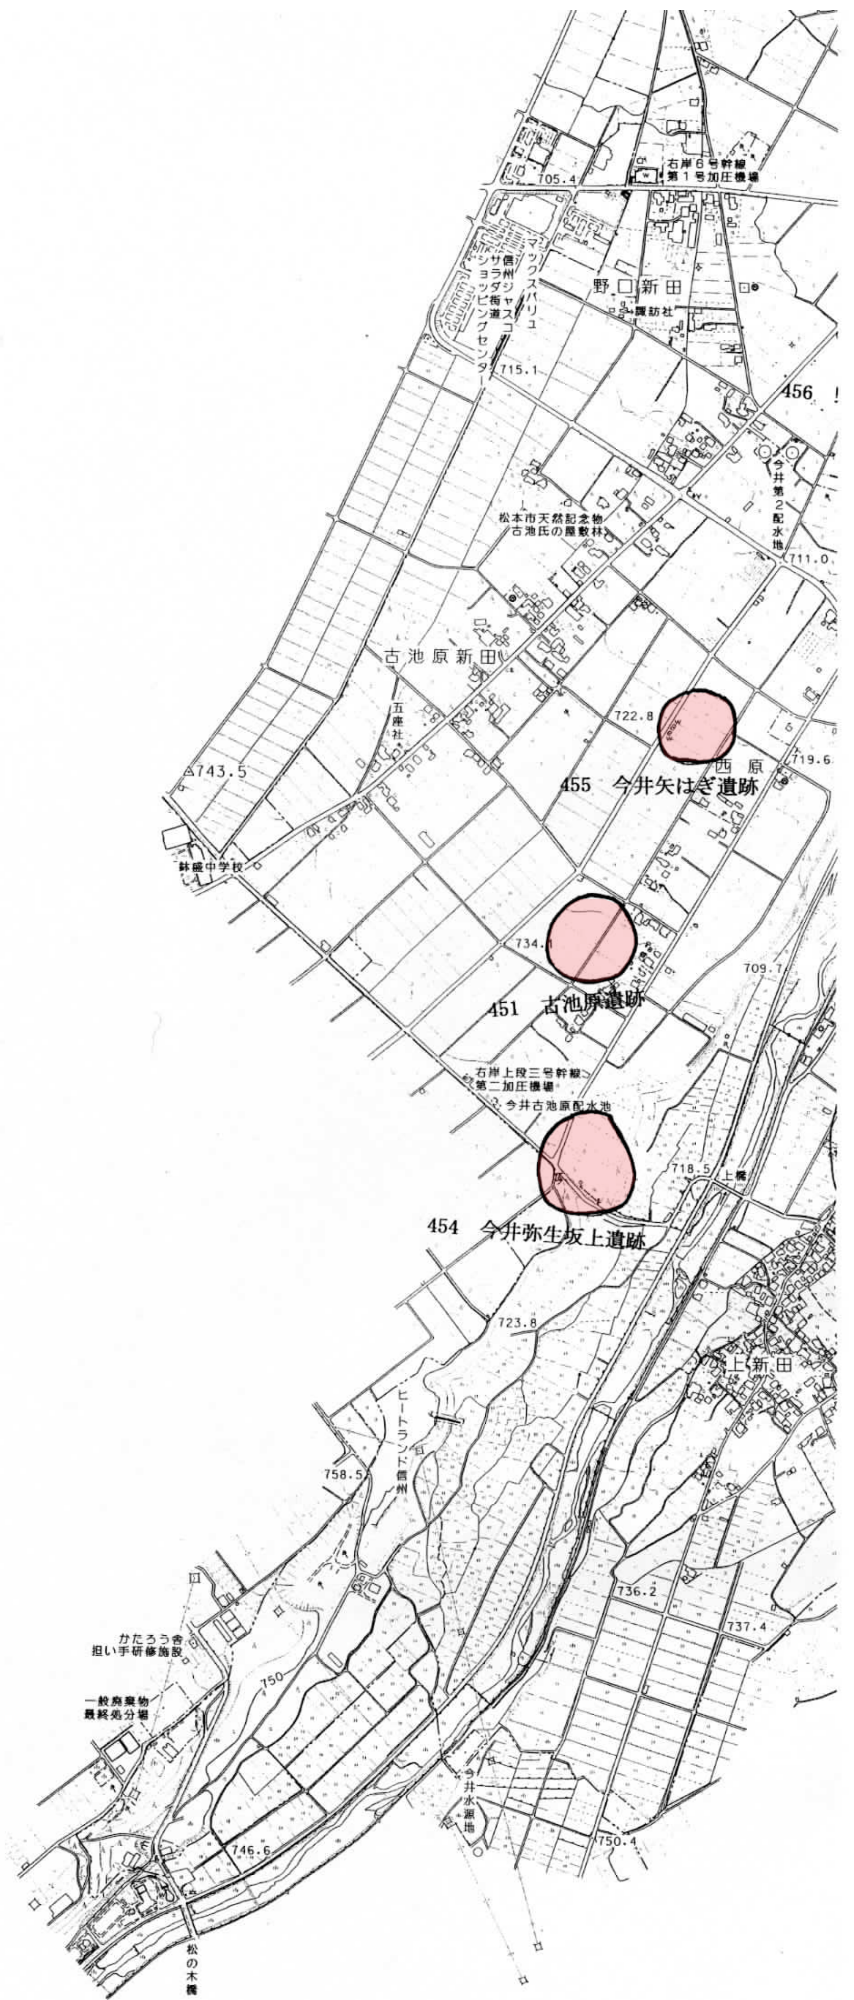 右岸6号幹線
第1号加圧機場
705.4
マックスバリュ
信州ジャスコ
サラダ街道
ショッピングセンター
野口新田
諏訪社
715.1
456
今井第2配水地
松本市天然記念物
古池氏の屋敷林
711.0
古池原新田
五座社
722.8
西原
719.6
743.5
455 今井矢はぎ遺跡
鉢盛中学校
734.1
709.7
451 古池原遺跡
右岸上段三号幹線
第二加圧機場
今井古池原配水池
718.5
上橋
454 今井弥生坂上遺跡
723.8
上新田
ヒートランド信州
758.5
736.2
737.4
かたろう舎
担い手研修施設
750
一般廃棄物
最終処分場
今井水源地
750.4
746.6
松の木橋